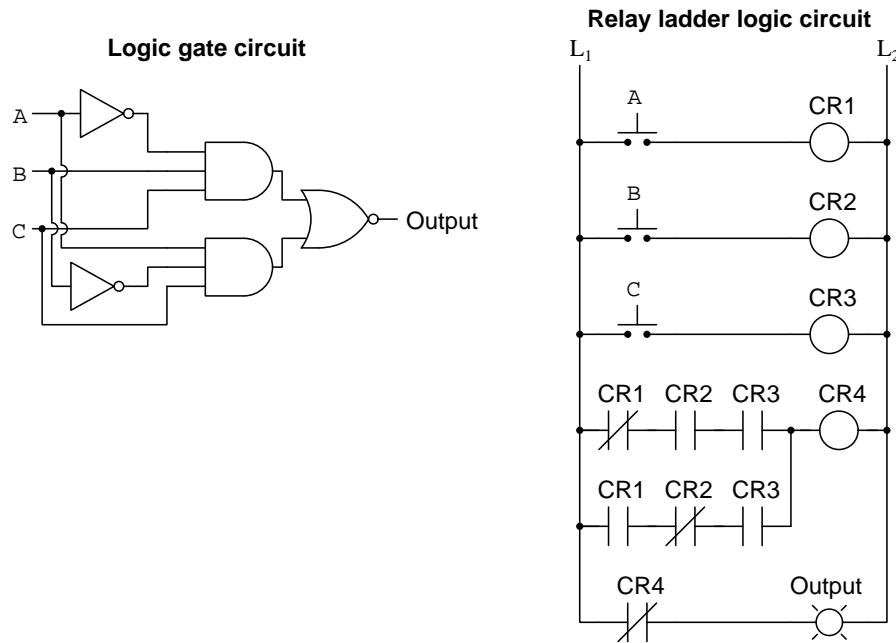 Logic gate circuit
A
B
C
Output
Relay ladder logic circuit
L1 L2
A
CR1
B
CR2
C
CR3
CR1 CR2 CR3 CR4
CR1 CR2 CR3
CR4 Output